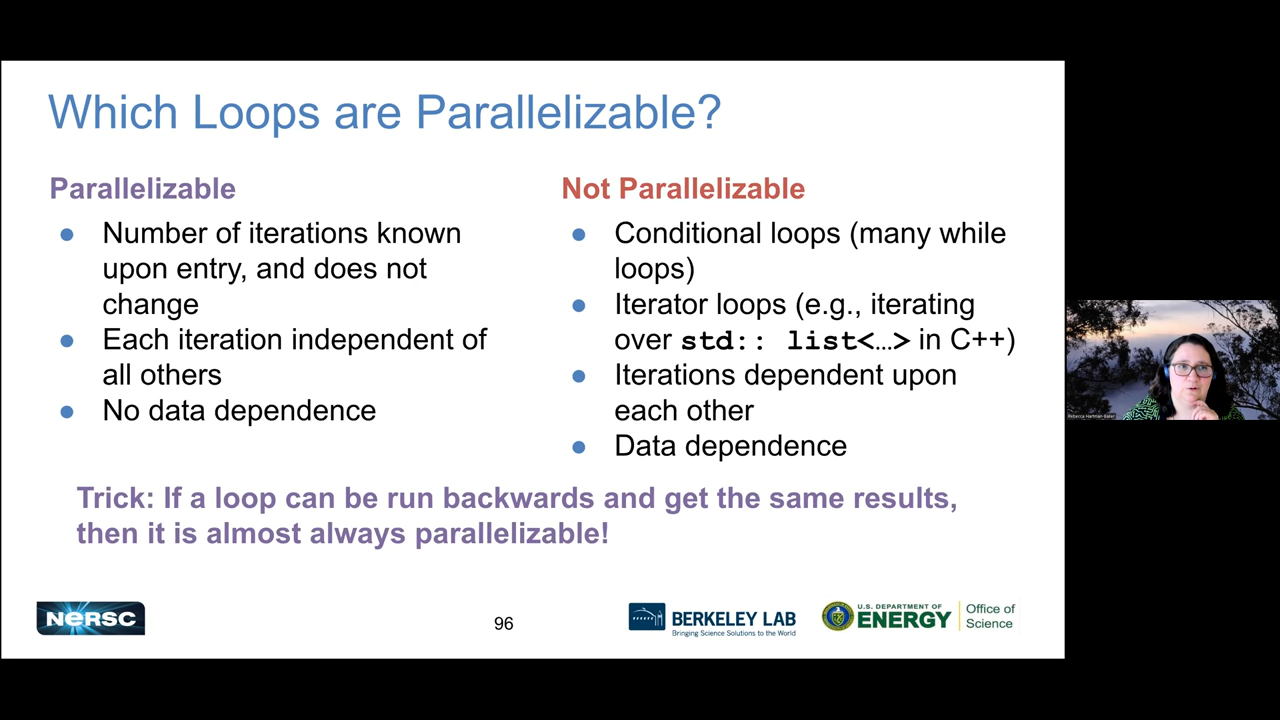 Which Loops are Parallelizable?
Parallelizable
● Number of iterations known
upon entry, and does not
change
● Each iteration independent of
all others
● No data dependence
Not Parallelizable
● Conditional loops (many while
loops)
● Iterator loops (e.g., iterating
over std:: list<…> in C++)
● Iterations dependent upon
each other
● Data dependence
Trick: If a loop can be run backwards and get the same results,
then it is almost always parallelizable!
NERSC
96
BERKELEY LAB
Bringing Science Solutions to the World
U.S. DEPARTMENT OF
ENERGY
Office of
Science
Rebecca Hartman-Baker